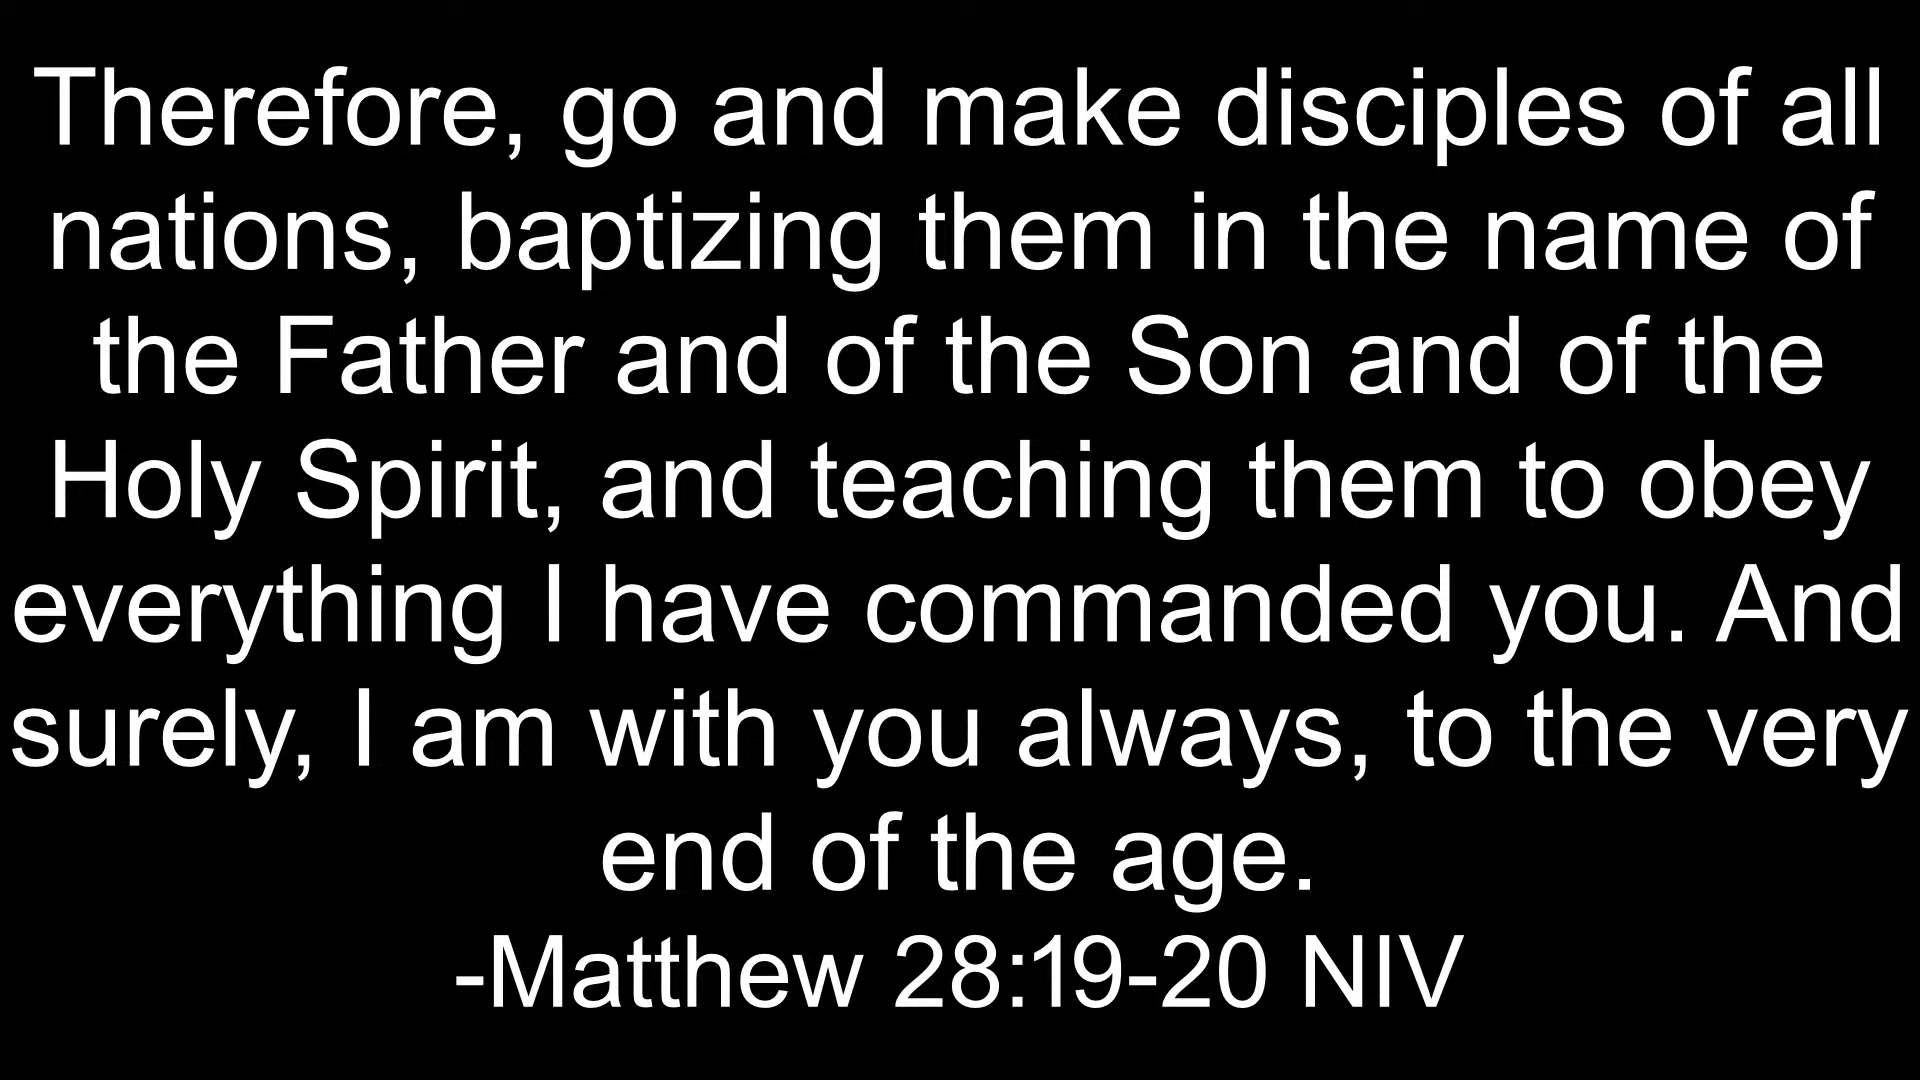 Therefore, go and make disciples of all
nations, baptizing them in the name of
the Father and of the Son and of the
Holy Spirit, and teaching them to obey
everything I have commanded you. And
surely, I am with you always, to the very
end of the age.
-Matthew 28:19-20 NIV